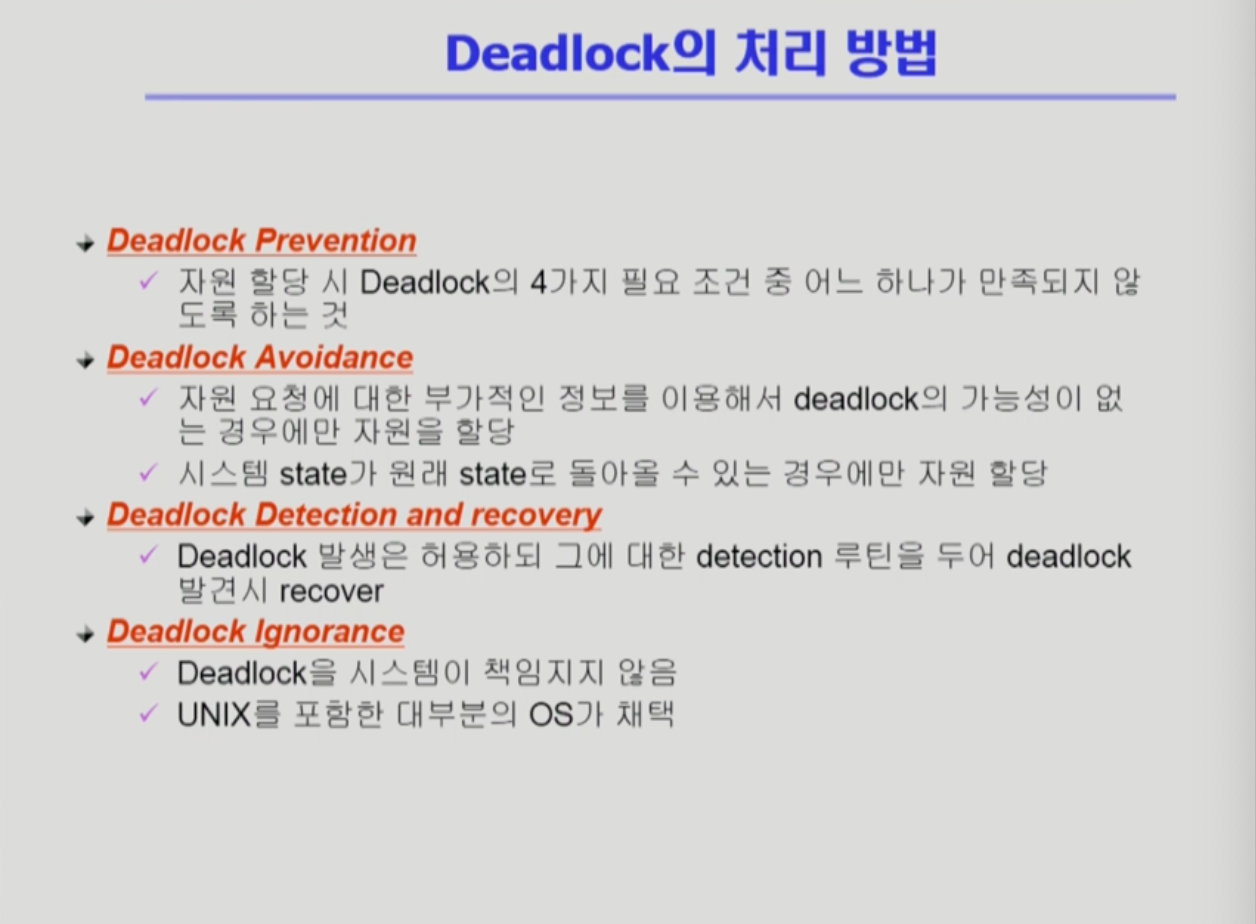 Deadlock의 처리 방법
Deadlock Prevention
자원 할당 시 Deadlock의 4가지 필요 조건 중 어느 하나가 만족되지 않
도록 하는 것
Deadlock Avoidance
자원 요청에 대한 부가적인 정보를 이용해서 deadlock의 가능성이 없
는 경우에만 자원을 할당
시스템 state가 원래 state로 돌아올 수 있는 경우에만 자원 할당
Deadlock Detection and recovery
Deadlock 발생은 허용하되 그에 대한 detection 루틴을 두어 deadlock
발견시 recover
Deadlock Ignorance
Deadlock을 시스템이 책임지지 않음
UNIX를 포함한 대부분의 OS가 채택